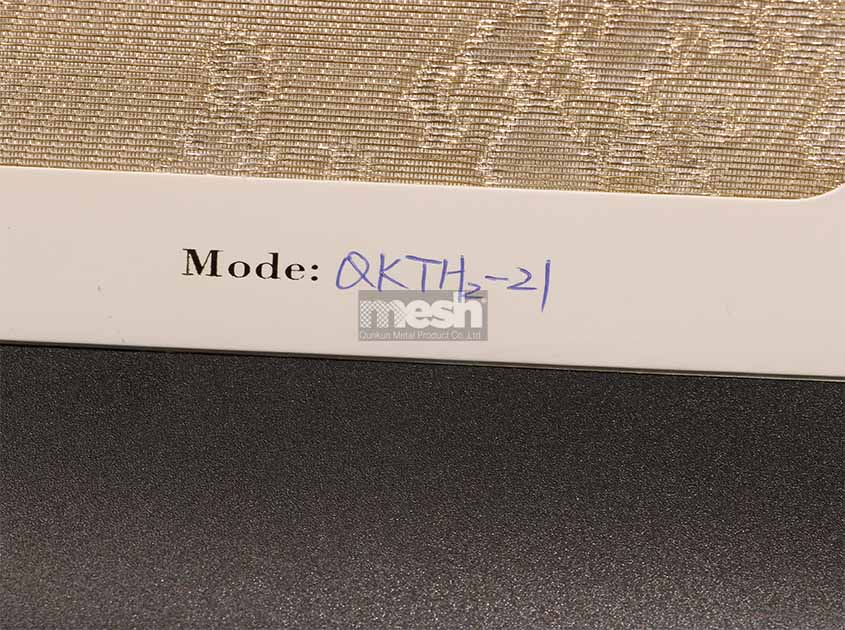 Mode: QKTH2-21
mesh
Qunkun Metal Product Co.,Ltd